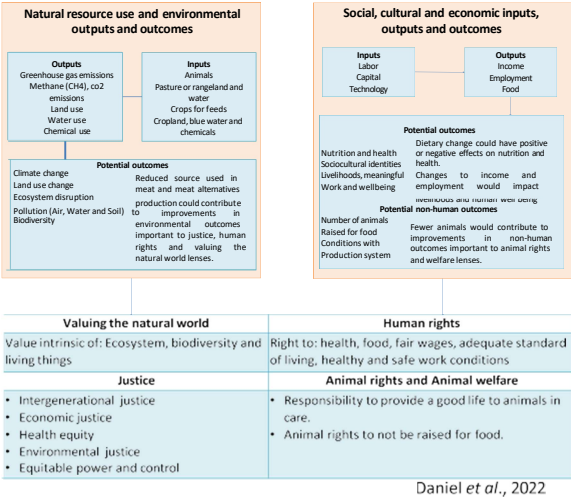 Natural resource use and environmental
outputs and outcomes
Outputs
Greenhouse gas emissions
Methane (CH4), co2
emissions
Land use
Water use
Chemical use
Inputs
Animals
Pasture or rangeland and
water
Crops for feeds
Cropland, blue water and
chemicals
Potential outcomes
Climate change
Land use change
Ecosystem disruption
Pollution (Air, Water and Soil)
Biodiversity
Reduced source used in
meat and meat altematives
production could contribute
to improvements in
environmental outcomes
important to justice, human
rights and valuing the
natural world lenses.
Social, cultural and economic inputs,
outputs and outcomes
Inputs
Labor
Capital
Technology
Outputs
Income
Employment
Food
Potential outcomes
Nutrition and health
Sociocultural identities
Livelihoods, meaningful
Work and wellbeing
Dietary change could have positive
or negative effects on nutrition and
health.
Changes to income and
employment would impact
livelihoods and human well being
Potential non-human outcomes
Number of animals
Raised for food
Conditions with
Production system
Fewer animals would contribute to
improvements in non-human
outcomes important to animal rights
and welfare lenses.
Valuing the natural world
Value intrinsic of: Ecosystem, biodiversity and
living things
Human rights
Right to: health, food, fair wages, adequate standard
of living, healthy and safe work conditions
Justice
• Intergenerational justice
• Economic justice
• Health equity
• Environmental justice
• Equitable power and control
Animal rights and Animal welfare
• Responsibility to provide a good life to animals in
care.
• Animal rights to not be raised for food.
Daniel et al., 2022